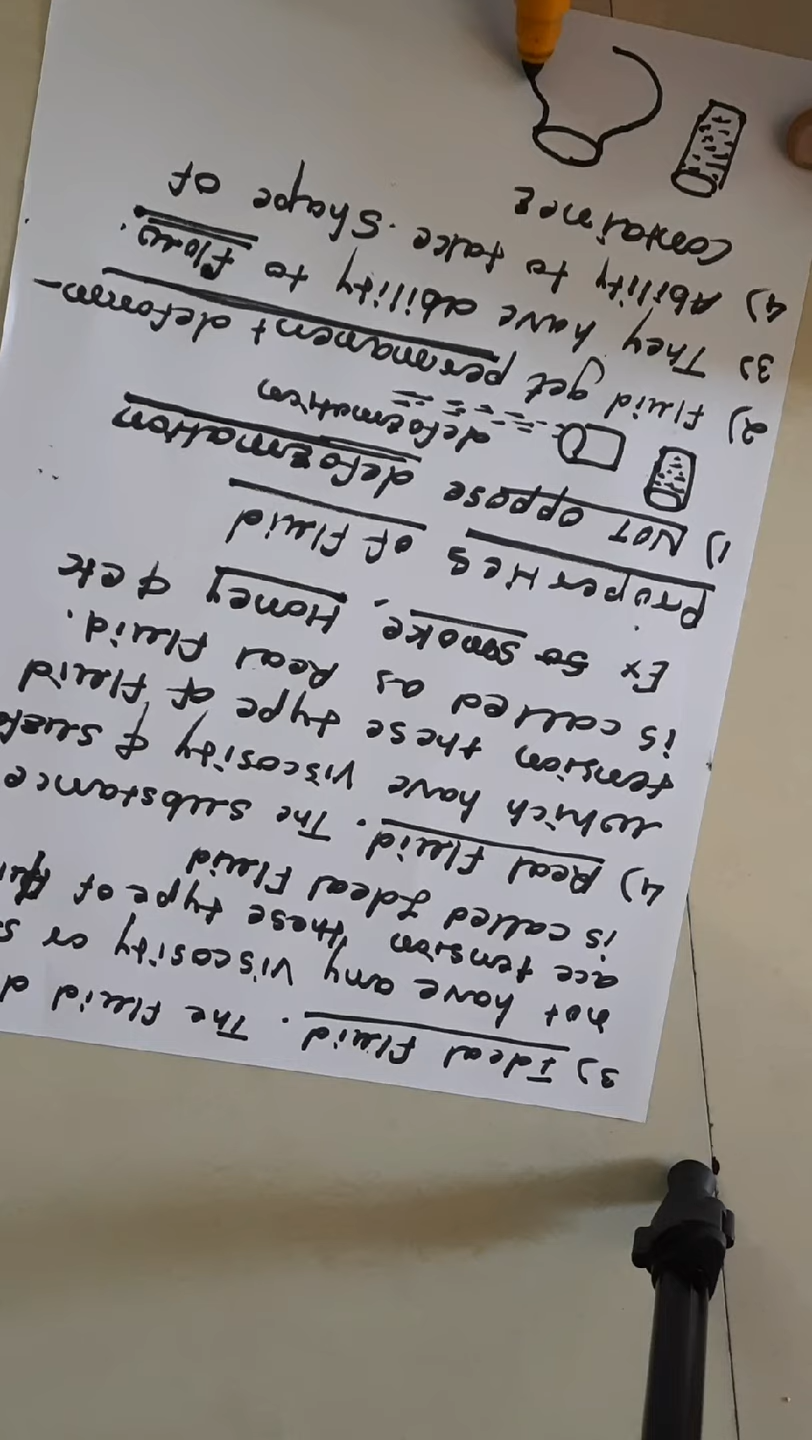 3) Ideal Fluid. The Fluid d
not have any viscosity or s
ace tension these type of
is called Ideal Fluid
4) Real Fluid. The substance
which have viscosity & surfa
tension these type of Fluid
is called as Real Fluid.
Ex smoke, Honey & etc
Properties of Fluid
1) NOT oppose deformation
deformation
2) Fluid get permanent deform-
3) They have ability to flow.
4) Ability to take shape of
container